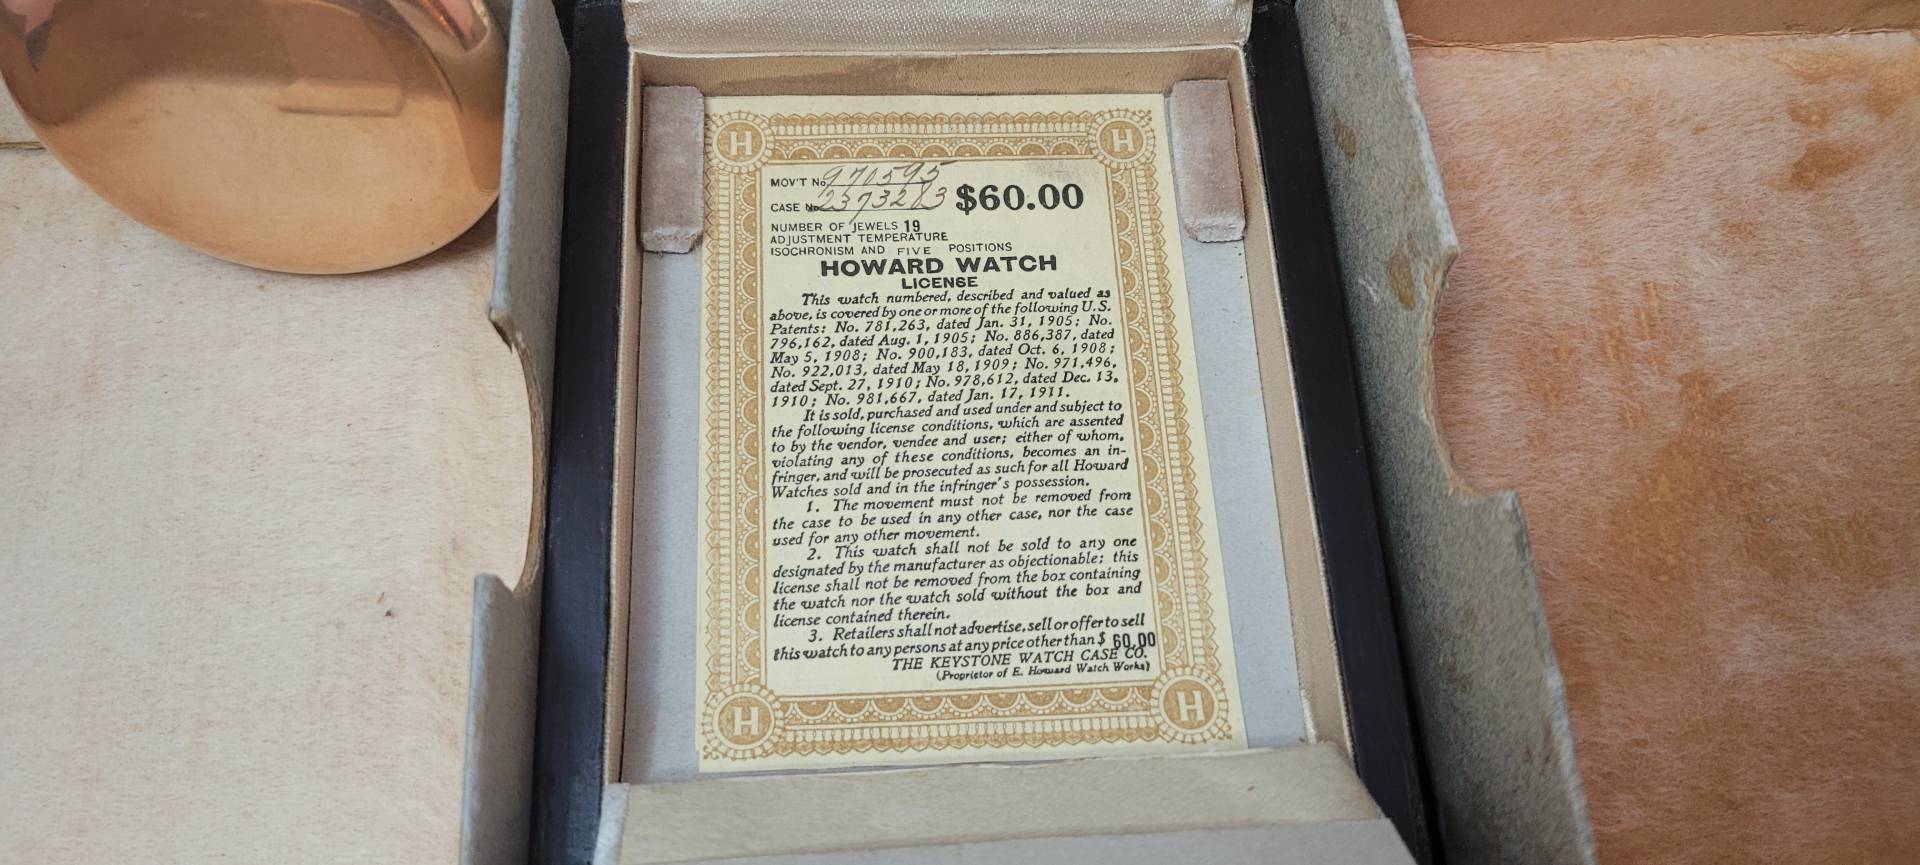 H H
MOV'T No. 970595
CASE No. 2373283 $60.00
NUMBER OF JEWELS 19
ADJUSTMENT TEMPERATURE
ISOCHRONISM AND FIVE POSITIONS
HOWARD WATCH
LICENSE
This watch numbered, described and valued as
above, is covered by one or more of the following U.S.
Patents: No. 781,263, dated Jan. 31, 1905; No.
796,162, dated Aug. 1, 1905; No. 886,387, dated
May 5, 1908; No. 900,183, dated Oct. 6, 1908;
No. 922,013, dated May 18, 1909; No. 971,496,
dated Sept. 27, 1910; No. 978,612, dated Dec. 13,
1910; No. 981,667, dated Jan. 17, 1911.
It is sold, purchased and used under and subject to
the following license conditions, which are assented
to by the vendor, vendee and user; either of whom,
violating any of these conditions, becomes an in-
fringer, and will be prosecuted as such for all Howard
Watches sold and in the infringer's possession.
1. The movement must not be removed from
the case to be used in any other case, nor the case
used for any other movement.
2. This watch shall not be sold to any one
designated by the manufacturer as objectionable; this
license shall not be removed from the box containing
the watch nor the watch sold without the box and
license contained therein.
3. Retailers shall not advertise, sell or offer to sell
this watch to any persons at any price other than $ 60.00
THE KEYSTONE WATCH CASE CO.
(Proprietor of E. Howard Watch Works)
H H